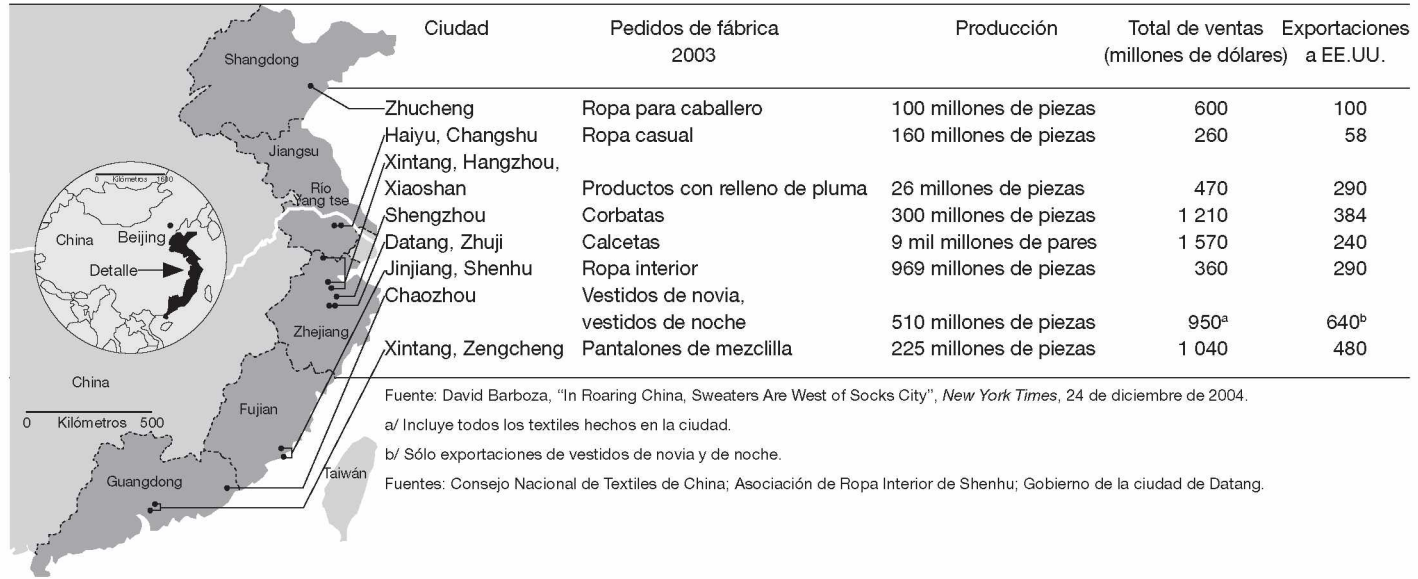 Ciudad Pedidos de fábrica Producción Total de ventas Exportaciones
2003 (millones de dólares) a EE.UU.
Zhucheng Ropa para caballero 100 millones de piezas 600 100
Haiyu, Changshu Ropa casual 160 millones de piezas 260 58
Xintang, Hangzhou,
Xiaoshan Productos con relleno de pluma 26 millones de piezas 470 290
Shengzhou Corbatas 300 millones de piezas 1 210 384
Datang, Zhuji Calcetas 9 mil millones de pares 1 570 240
Jinjiang, Shenhu Ropa interior 969 millones de piezas 360 290
Chaozhou Vestidos de novia,
vestidos de noche 510 millones de piezas 950a 640b
Xintang, Zengcheng Pantalones de mezclilla 225 millones de piezas 1 040 480
Fuente: David Barboza, “In Roaring China, Sweaters Are West of Socks City”, New York Times, 24 de diciembre de 2004.
a/ Incluye todos los textiles hechos en la ciudad.
b/ Sólo exportaciones de vestidos de novia y de noche.
Fuentes: Consejo Nacional de Textiles de China; Asociación de Ropa Interior de Shenhu; Gobierno de la ciudad de Datang.
Shangdong
Jiangsu
Río
Yang tse
0 Kilómetros 1600
China
Beijing
Detalle
Zhejiang
China
Fujian
0 Kilómetros 500
Guangdong
Taiwán